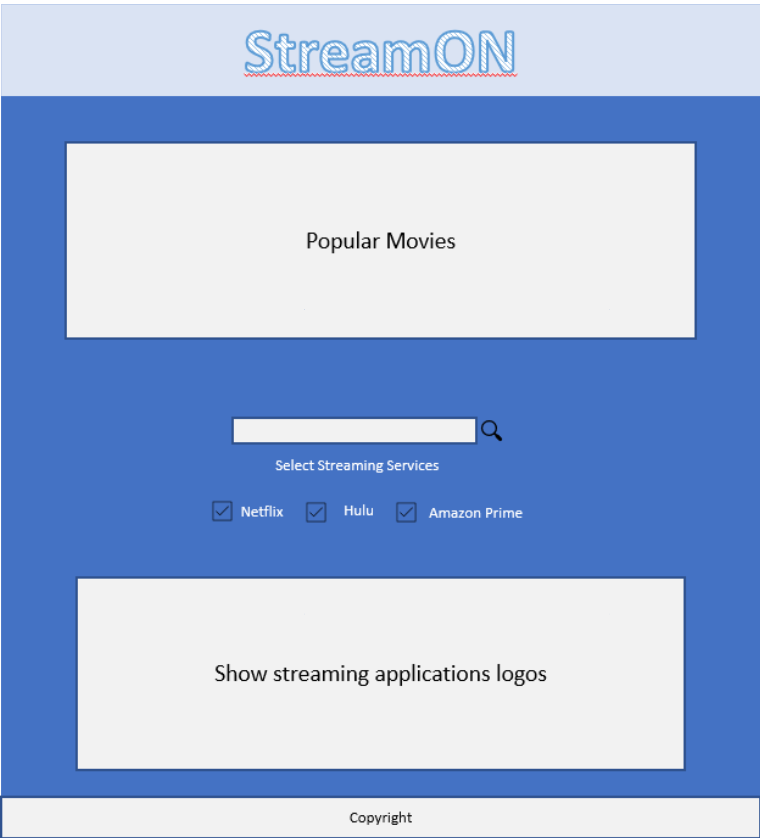 StreamON
Popular Movies
Select Streaming Services
Netflix Hulu Amazon Prime
Show streaming applications logos
Copyright